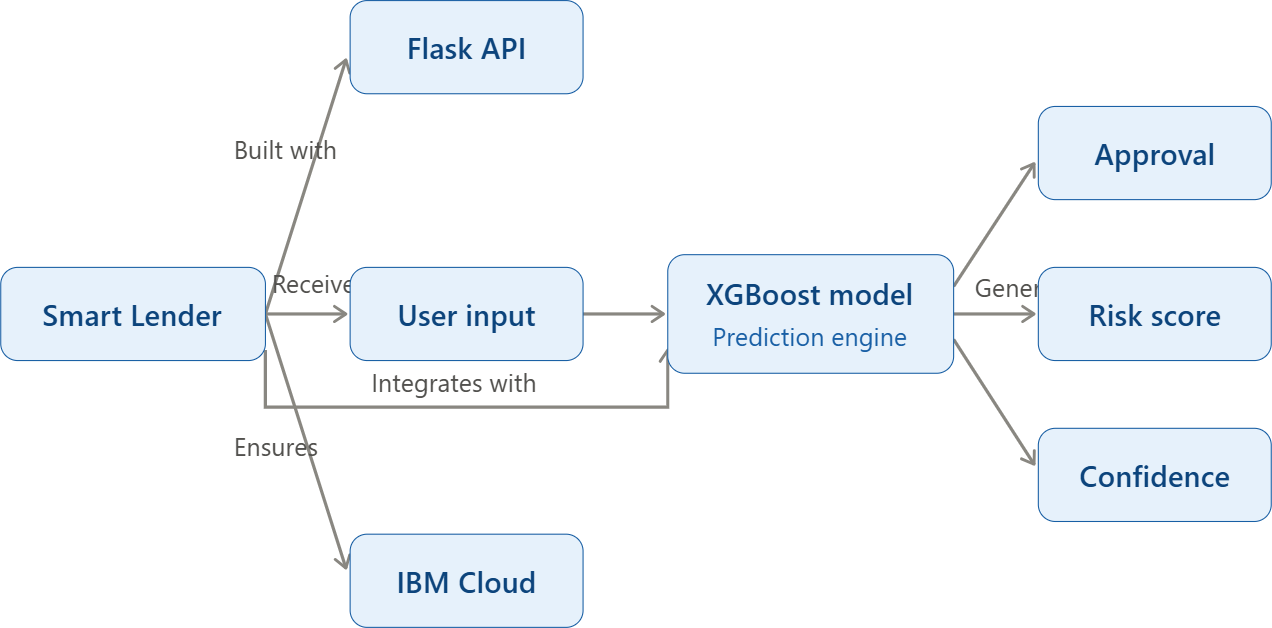 Flask API
Built with
Approval
Smart Lender
Receive
User input
XGBoost model
Prediction engine
Gener
Risk score
Integrates with
Ensures
Confidence
IBM Cloud